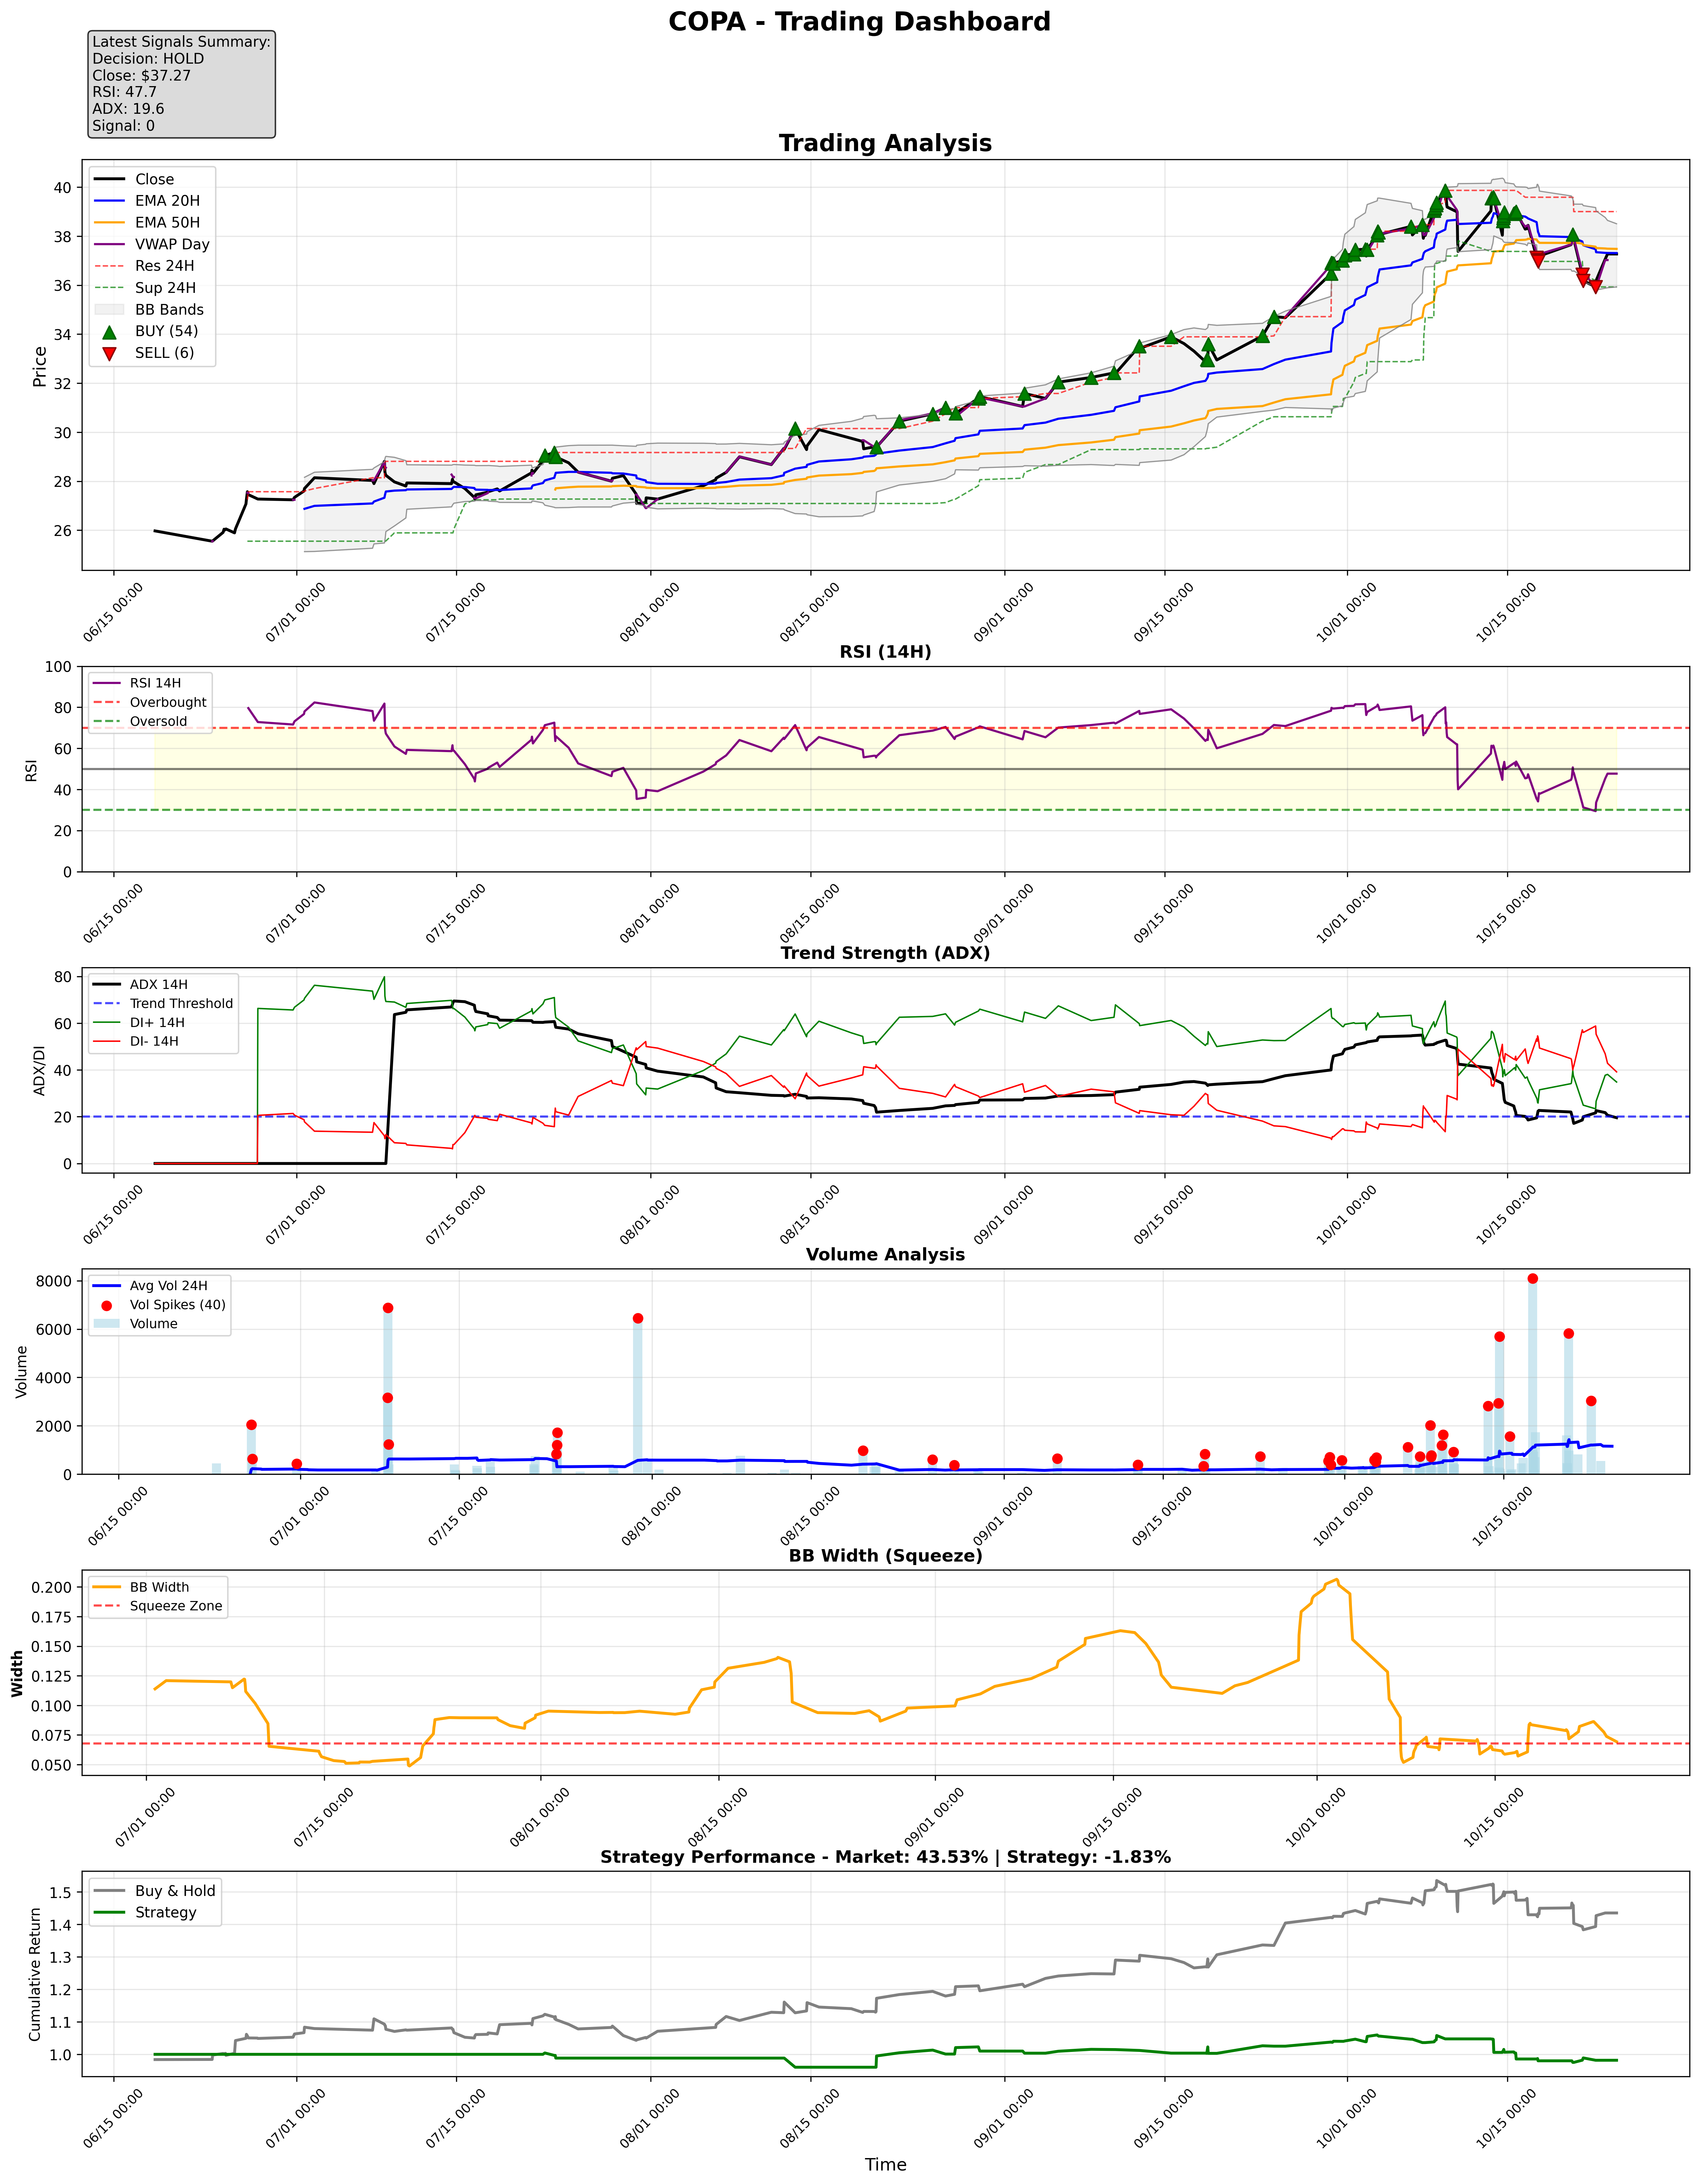 COPA - Trading Dashboard
Latest Signals Summary:
Decision: HOLD
Close: $37.27
RSI: 47.7
ADX: 19.6
Signal: 0
Trading Analysis
Close
EMA 20H
EMA 50H
VWAP Day
Res 24H
Sup 24H
BB Bands
BUY (54)
SELL (6)
Price
40
38
36
34
32
30
28
26
06/15 00:00
07/01 00:00
07/15 00:00
08/01 00:00
08/15 00:00
09/01 00:00
09/15 00:00
10/01 00:00
10/15 00:00
RSI (14H)
RSI 14H
Overbought
Oversold
RSI
100
80
60
40
20
0
06/15 00:00
07/01 00:00
07/15 00:00
08/01 00:00
08/15 00:00
09/01 00:00
09/15 00:00
10/01 00:00
10/15 00:00
Trend Strength (ADX)
ADX 14H
Trend Threshold
DI+ 14H
DI- 14H
ADX/DI
80
60
40
20
0
06/15 00:00
07/01 00:00
07/15 00:00
08/01 00:00
08/15 00:00
09/01 00:00
09/15 00:00
10/01 00:00
10/15 00:00
Volume Analysis
Avg Vol 24H
Vol Spikes (40)
Volume
Volume
8000
6000
4000
2000
0
06/15 00:00
07/01 00:00
07/15 00:00
08/01 00:00
08/15 00:00
09/01 00:00
09/15 00:00
10/01 00:00
10/15 00:00
BB Width (Squeeze)
BB Width
Squeeze Zone
Width
0.200
0.175
0.150
0.125
0.100
0.075
0.050
07/01 00:00
07/15 00:00
08/01 00:00
08/15 00:00
09/01 00:00
09/15 00:00
10/01 00:00
10/15 00:00
Strategy Performance - Market: 43.53% | Strategy: -1.83%
Buy & Hold
Strategy
Cumulative Return
1.5
1.4
1.3
1.2
1.1
1.0
06/15 00:00
07/01 00:00
07/15 00:00
08/01 00:00
08/15 00:00
09/01 00:00
09/15 00:00
10/01 00:00
10/15 00:00
Time